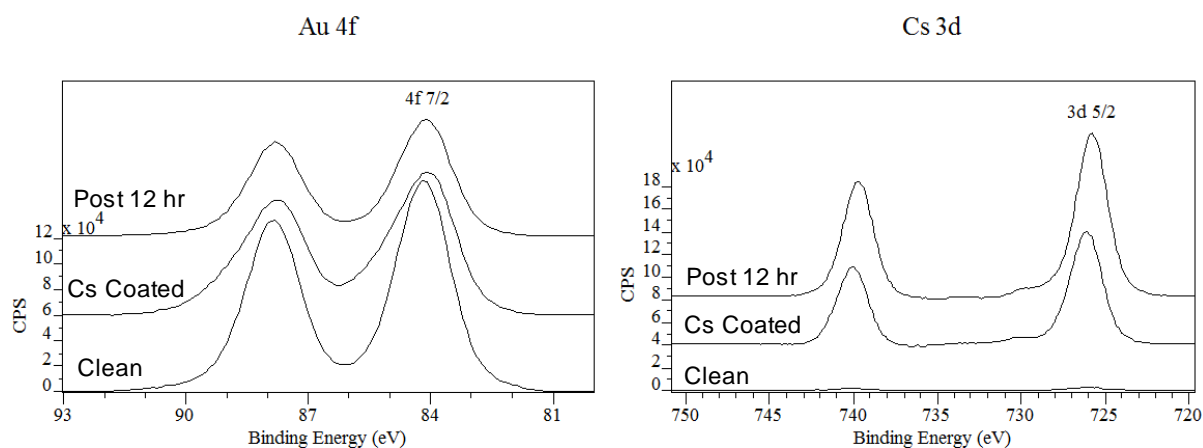 Au 4f
4f 7/2
Post 12 hr
Cs Coated
Clean
x 10^4
12
10
8
6
4
2
0
CPS
93 90 87 84 81
Binding Energy (eV)
Cs 3d
3d 5/2
x 10^4
18
16
14
12
10
8
6
4
2
0
Post 12 hr
Cs Coated
Clean
CPS
750 745 740 735 730 725 720
Binding Energy (eV)